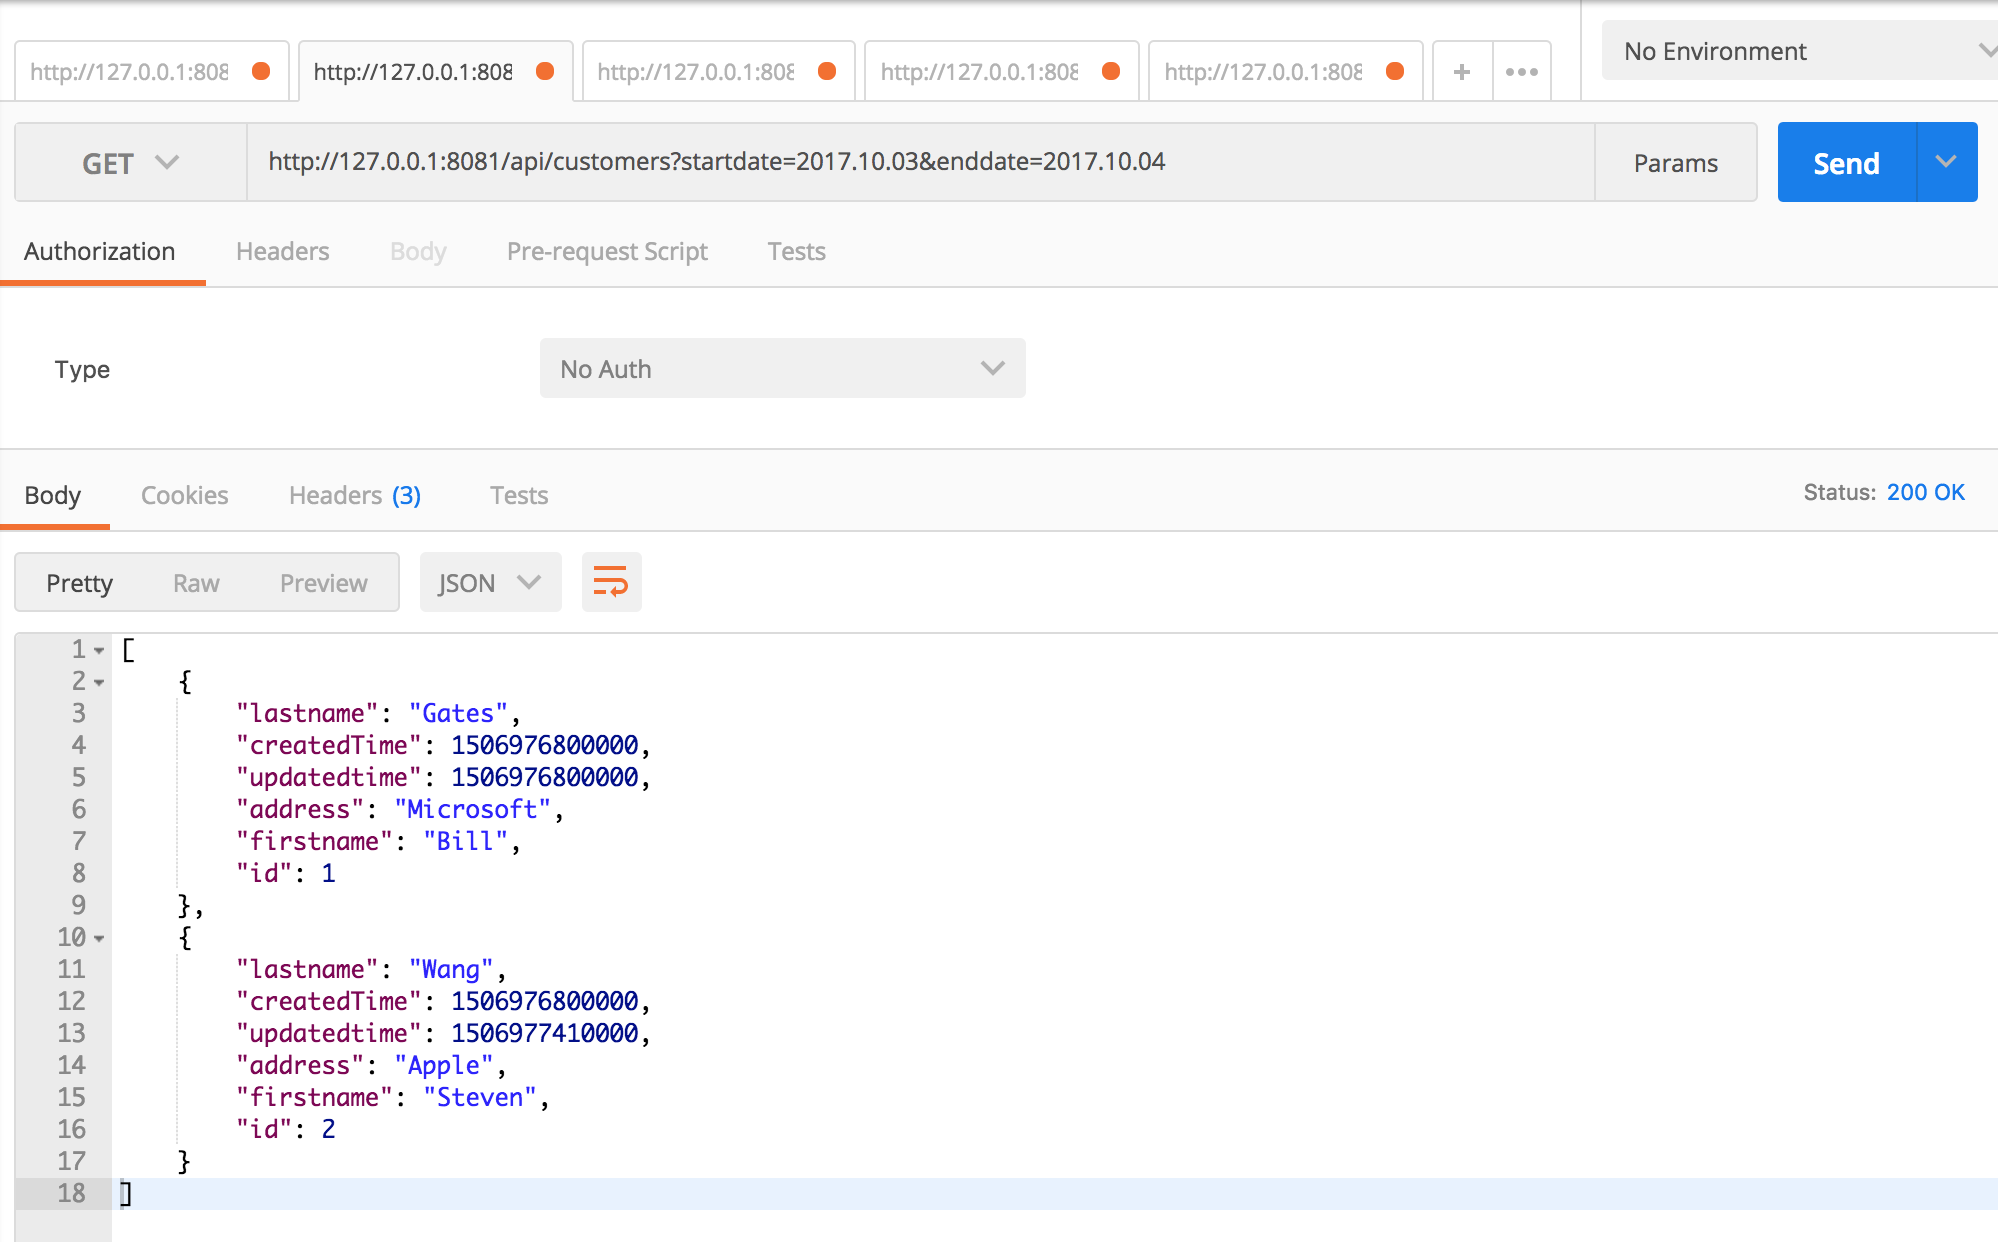 http://127.0.0.1:808 http://127.0.0.1:808 http://127.0.0.1:808 http://127.0.0.1:808 http://127.0.0.1:808 + ••• No Environment
GET http://127.0.0.1:8081/api/customers?startdate=2017.10.03&enddate=2017.10.04 Params Send
Authorization Headers Body Pre-request Script Tests
Type No Auth
Body Cookies Headers (3) Tests Status: 200 OK
Pretty Raw Preview JSON
1 [
2 {
3 "lastname": "Gates",
4 "createdTime": 1506976800000,
5 "updatedtime": 1506976800000,
6 "address": "Microsoft",
7 "firstname": "Bill",
8 "id": 1
9 },
10 {
11 "lastname": "Wang",
12 "createdTime": 1506976800000,
13 "updatedtime": 1506977410000,
14 "address": "Apple",
15 "firstname": "Steven",
16 "id": 2
17 }
18 ]